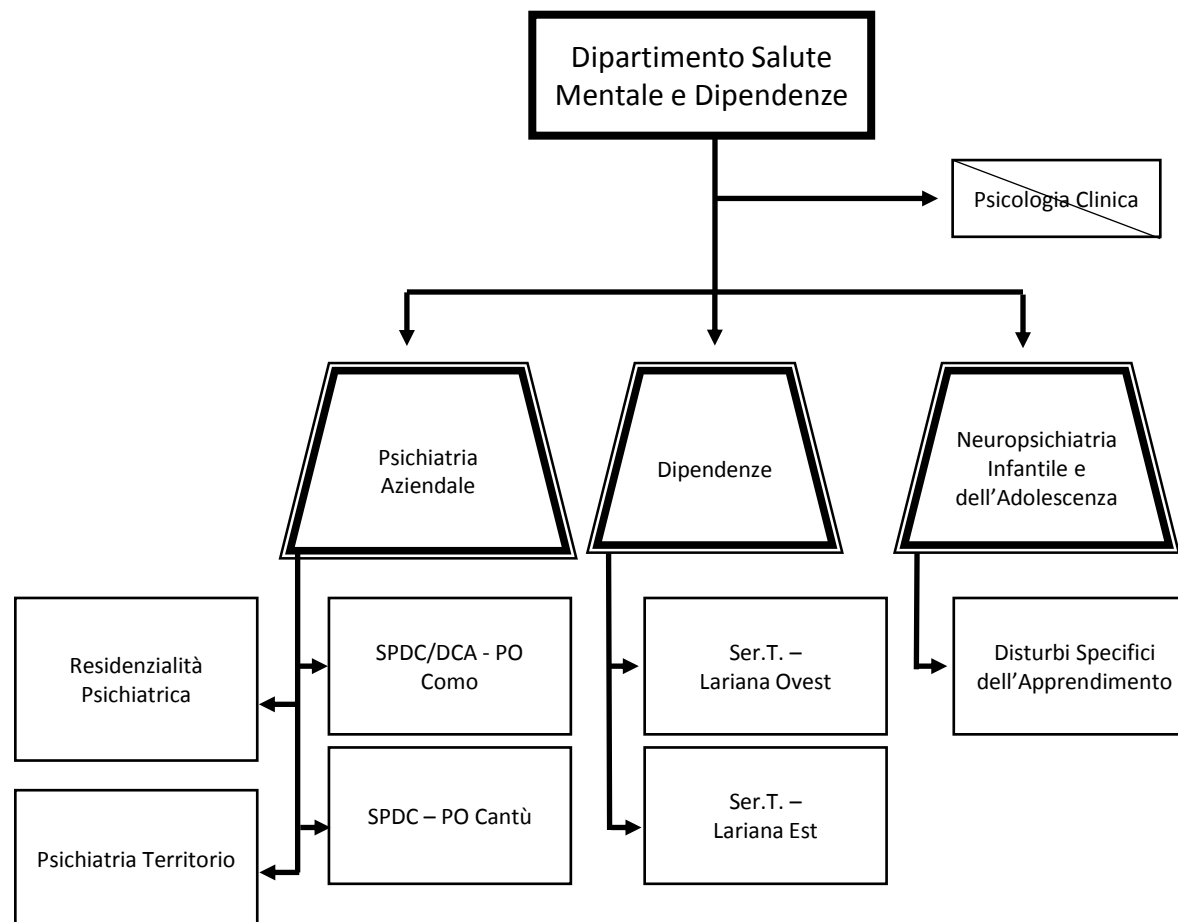 Dipartimento Salute
Mentale e Dipendenze
Psicologia Clinica
Psichiatria
Aziendale
Dipendenze
Neuropsichiatria
Infantile e
dell’Adolescenza
Residenzialità
Psichiatrica
SPDC/DCA - PO
Como
Ser.T. –
Lariana Ovest
Disturbi Specifici
dell’Apprendimento
Psichiatria Territorio
SPDC – PO Cantù
Ser.T. –
Lariana Est